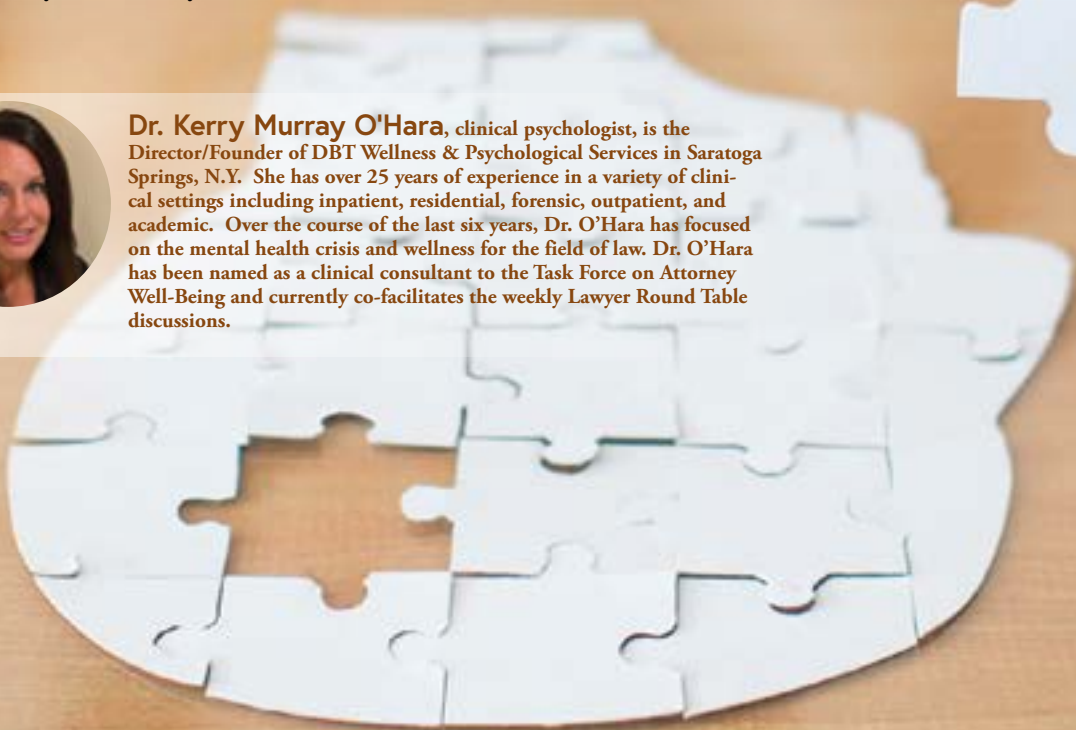 Dr. Kerry Murray O'Hara, clinical psychologist, is the
Director/Founder of DBT Wellness & Psychological Services in Saratoga
Springs, N.Y.  She has over 25 years of experience in a variety of clini-
cal settings including inpatient, residential, forensic, outpatient, and
academic.  Over the course of the last six years, Dr. O’Hara has focused
on the mental health crisis and wellness for the field of law. Dr. O’Hara
has been named as a clinical consultant to the Task Force on Attorney
Well-Being and currently co-facilitates the weekly Lawyer Round Table
discussions.